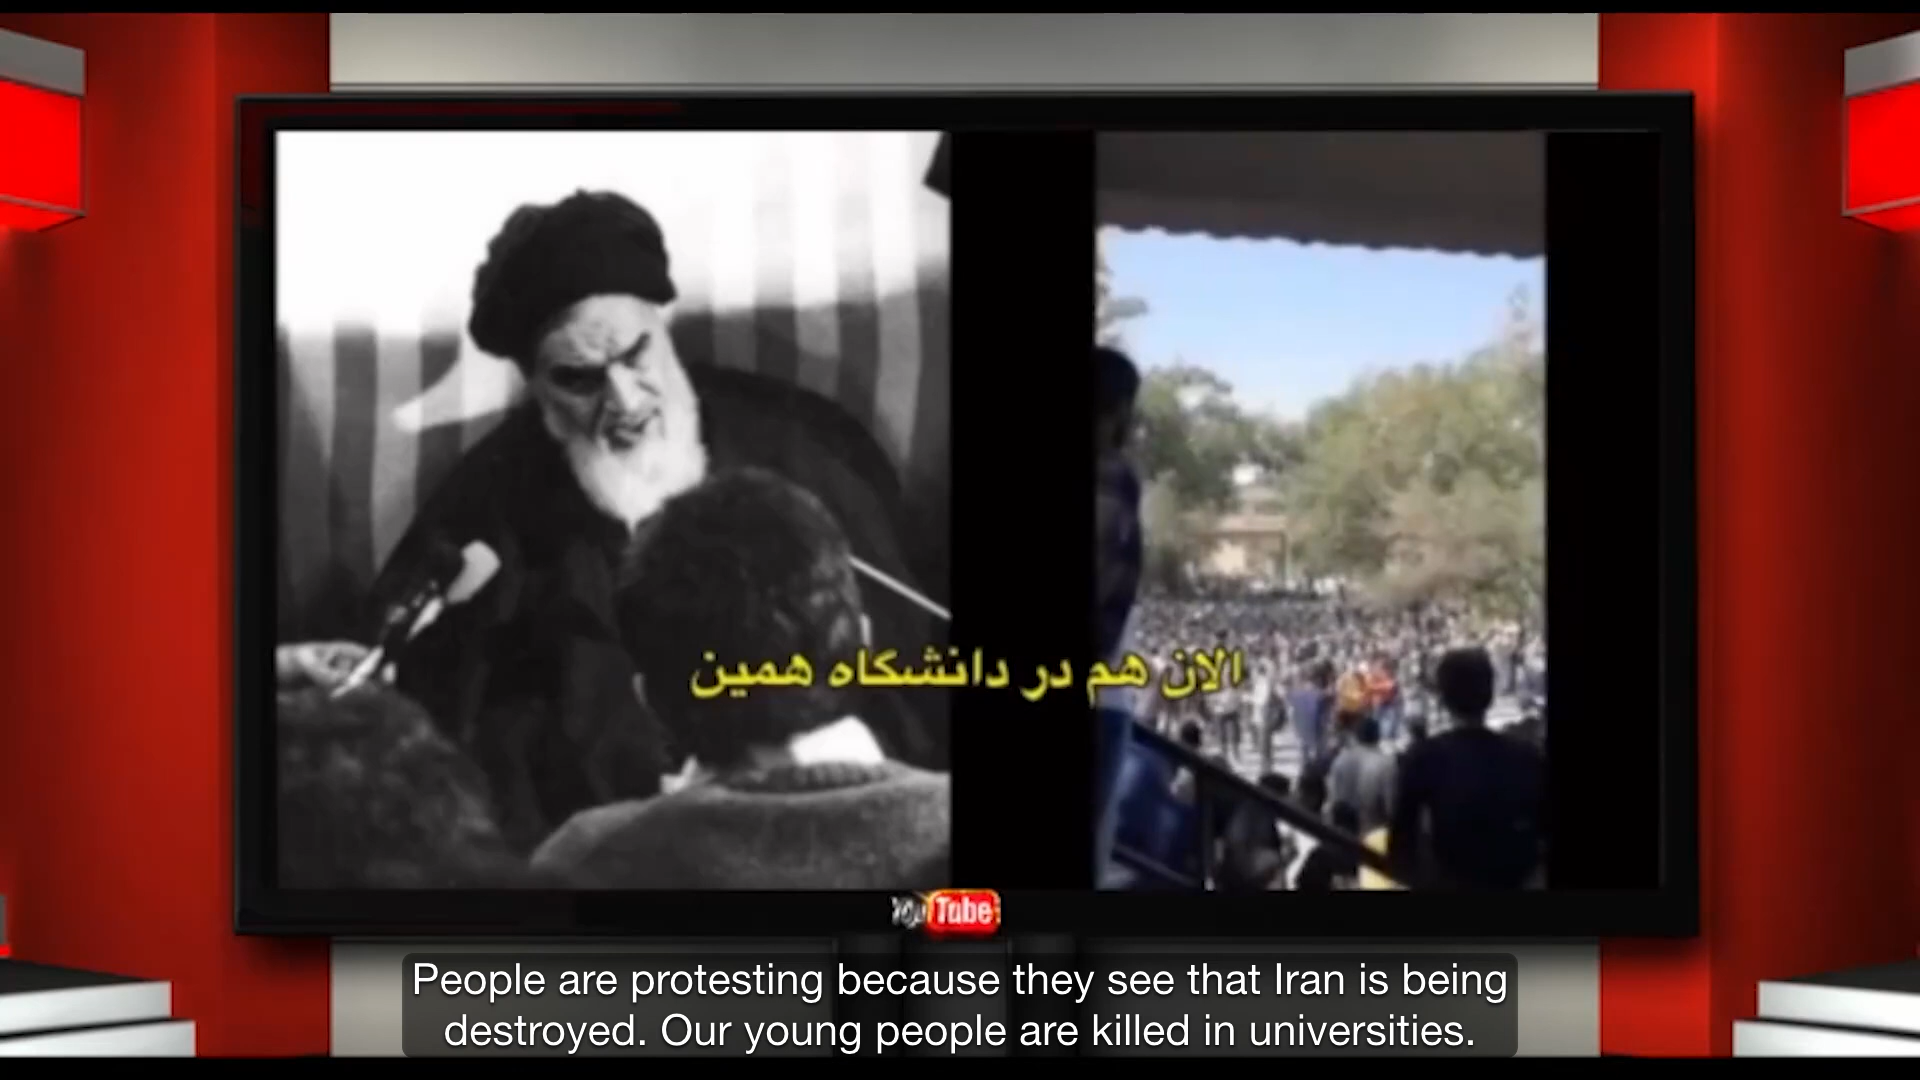 الان هم در دانشگاه همین
YouTube
People are protesting because they see that Iran is being
destroyed. Our young people are killed in universities.